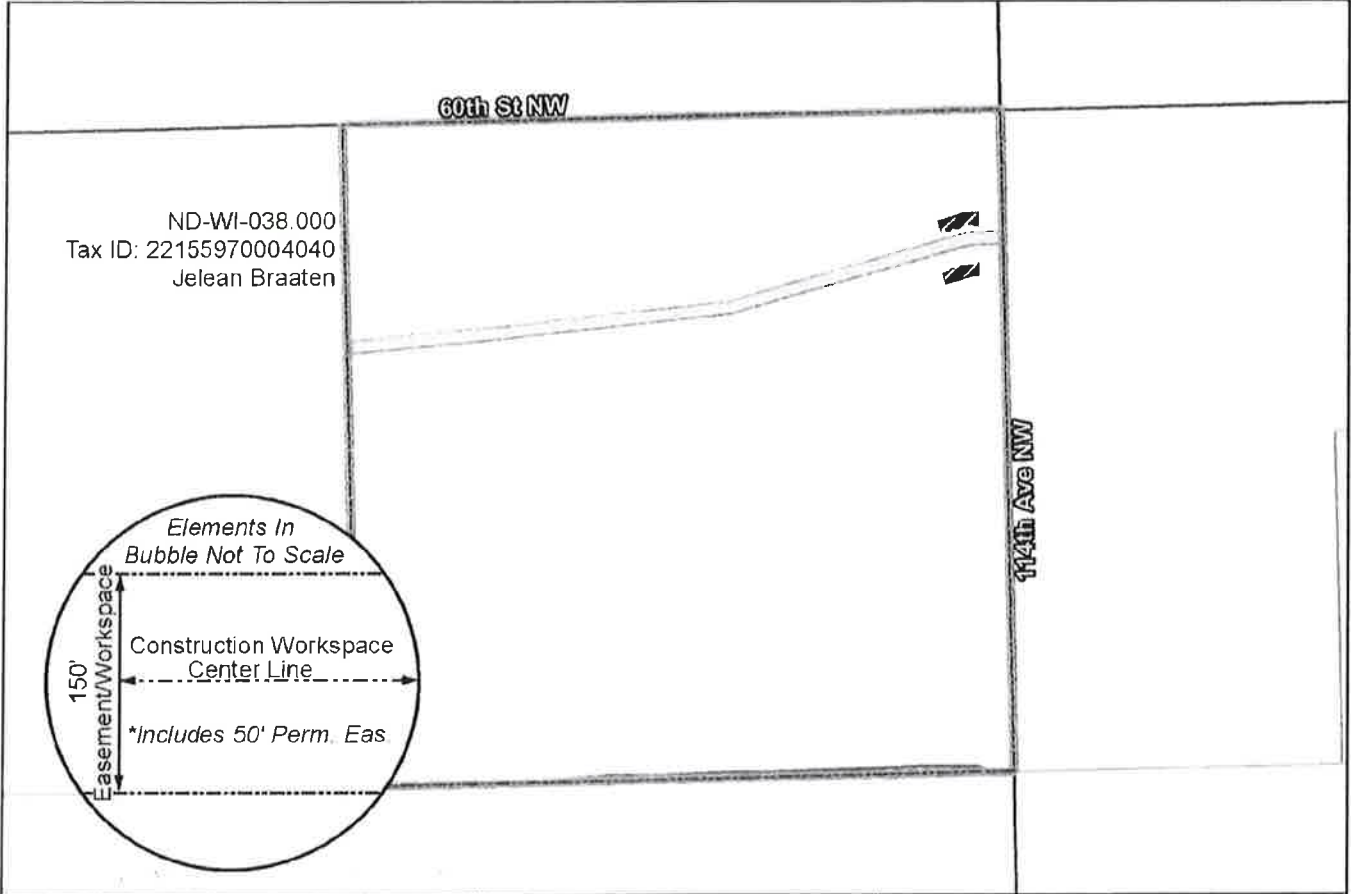 60th St NW
ND-WI-038.000
Tax ID: 22155970004040
Jelean Braaten
114th Ave NW
Elements In
Bubble Not To Scale
150'
Easement/Workspace
Construction Workspace
Center Line
*Includes 50' Perm. Eas.